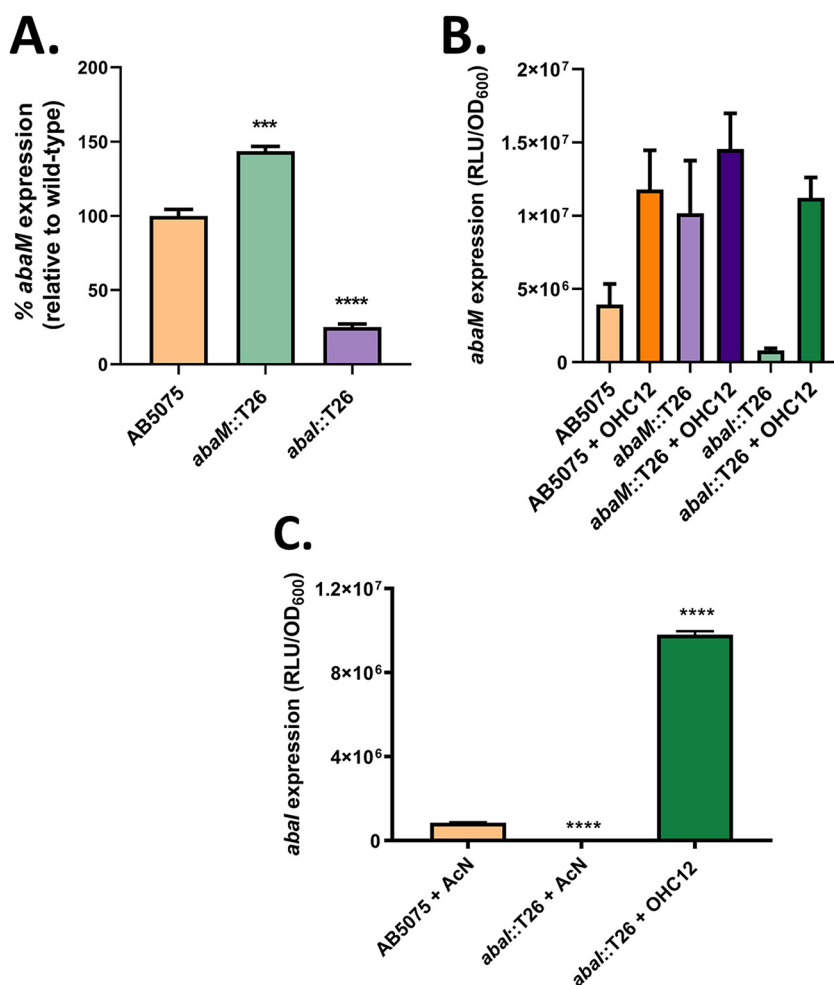 A.
% abaM expression
(relative to wild-type)
200
150
100
50
0
***
****
AB5075
abaM::T26
abaI::T26
B.
abaM expression (RLU/OD600)
2×10⁷
1.5×10⁷
1×10⁷
5×10⁶
0
AB5075
AB5075 + OHC12
abaM::T26
abaM::T26 + OHC12
abaI::T26
abaI::T26 + OHC12
C.
abaI expression (RLU/OD600)
1.2×10⁷
8×10⁶
4×10⁶
0
****
****
AB5075 + AcN
abaI::T26 + AcN
abaI::T26 + OHC12